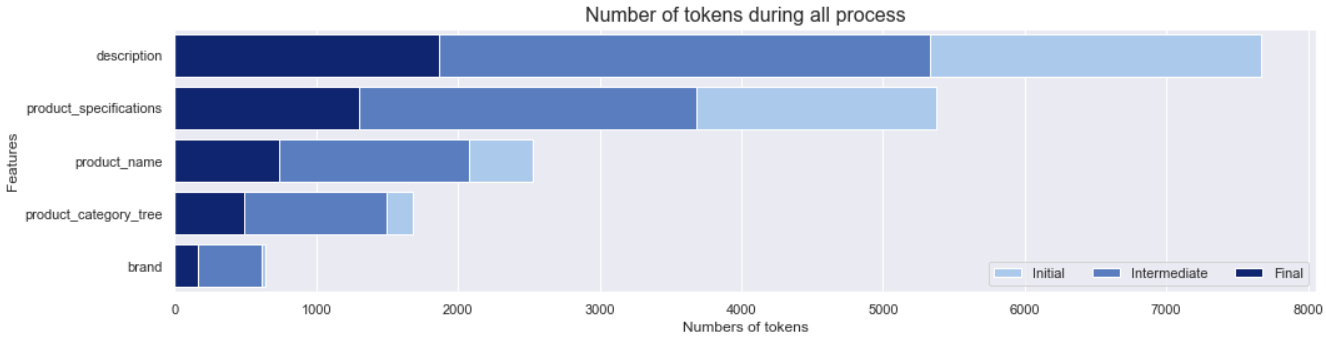 Number of tokens during all process
Features
description
product_specifications
product_name
product_category_tree
brand
Initial Intermediate Final
0 1000 2000 3000 4000 5000 6000 7000 8000
Numbers of tokens